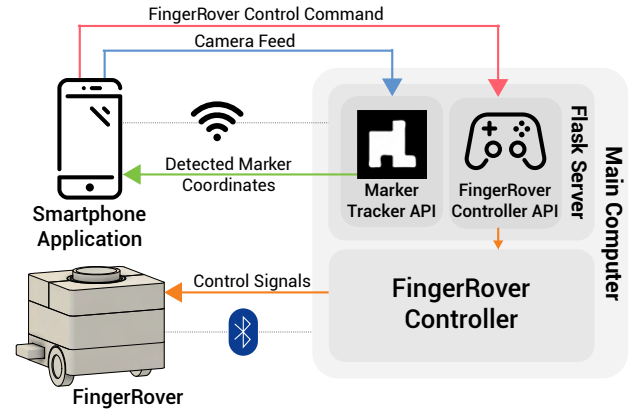 FingerRover Control Command
Camera Feed
Detected Marker
Coordinates
Smartphone
Application
Marker
Tracker API
FingerRover
Controller API
Flask Server
Main Computer
Control Signals
FingerRover
Controller
FingerRover